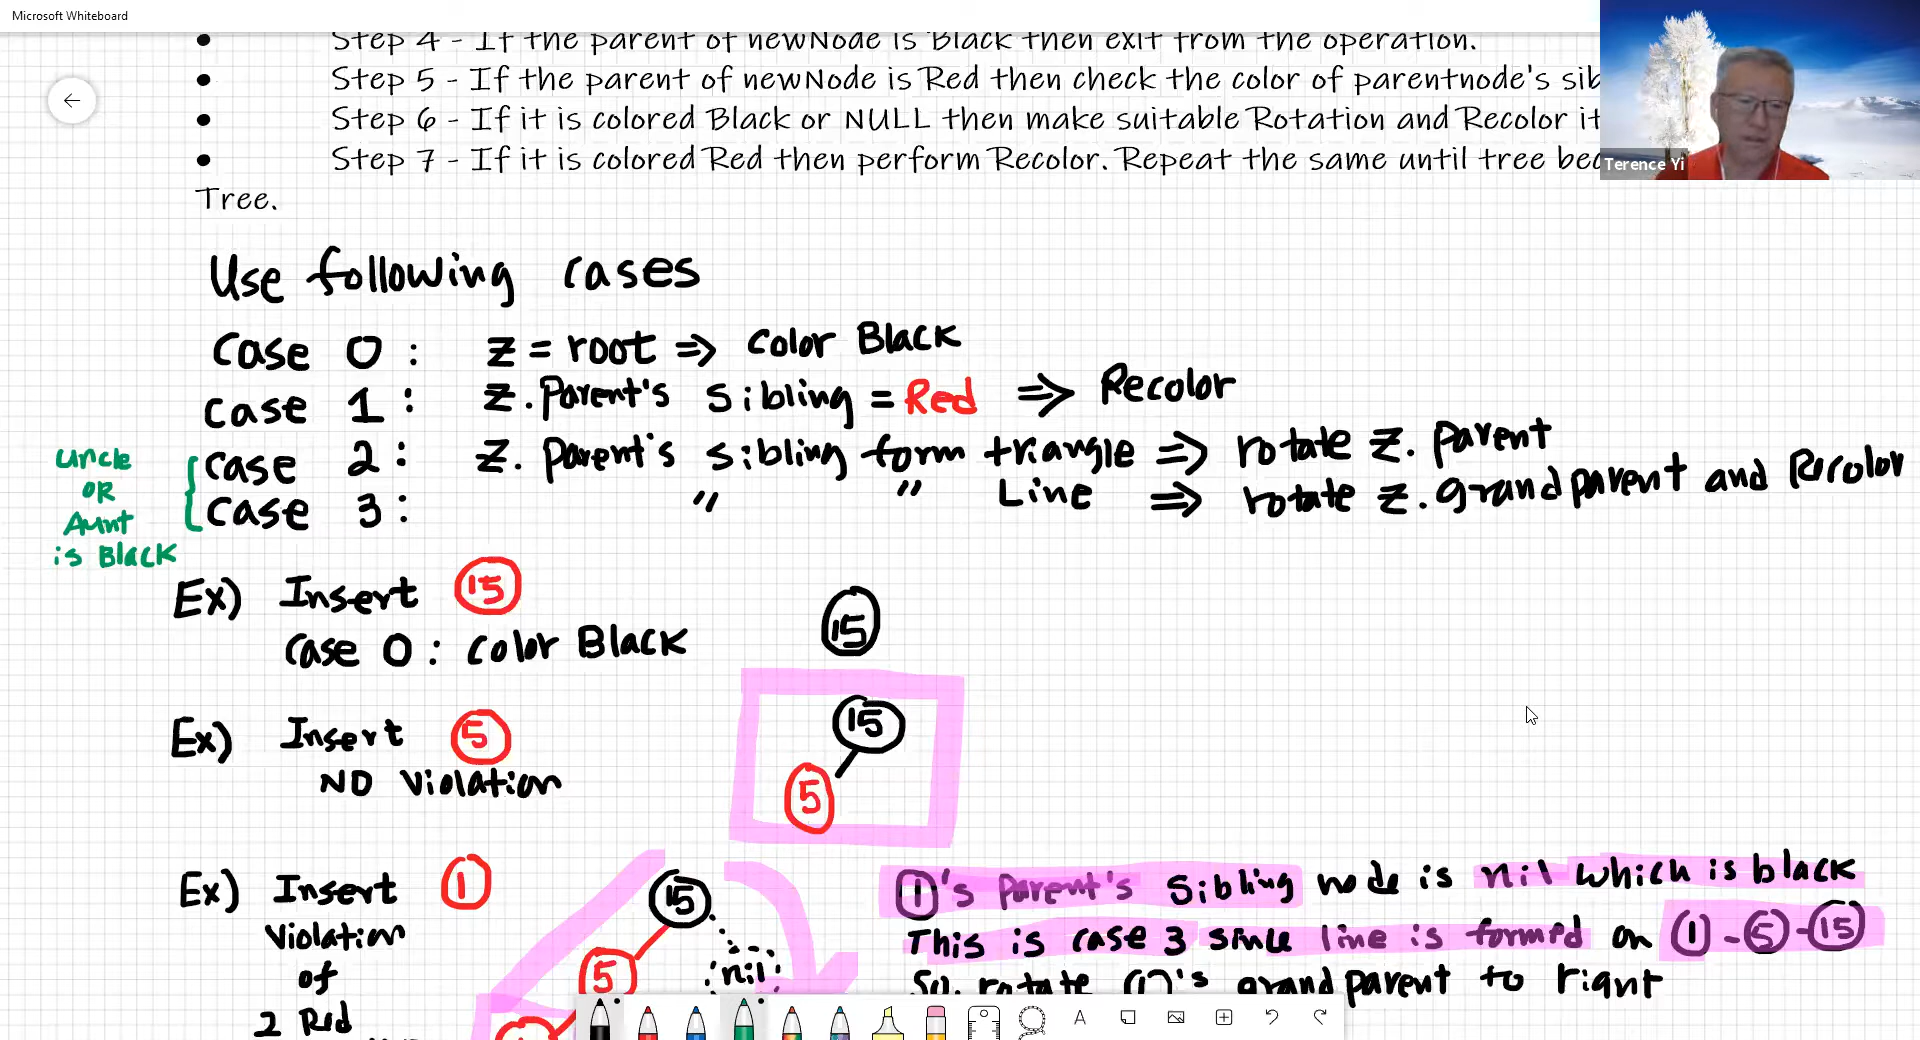 Microsoft Whiteboard
Step 4 - If the parent of newNode is Black then exit from the operation.
Step 5 - If the parent of newNode is Red then check the color of parentnode's sib
Step 6 - If it is colored Black or NULL then make suitable Rotation and Recolor it
Step 7 - If it is colored Red then perform Recolor. Repeat the same until tree bec
Tree.
Terence Yi
Use following cases
Case 0 : z = root => Color Black
Case 1 : z.Parent's Sibling = Red => Recolor
Case 2 : z. Parent's sibling form triangle => rotate z. parent
Case 3 : " " Line => rotate z. grandparent and Recolor
uncle
OR
Aunt
is Black
Ex) Insert 15
Case 0 : Color Black
15
Ex) Insert 5
NO Violation
15
5
Ex) Insert 1
Violation
of
2 Red
15
5
nil
1's Parent's Sibling node is nil which is black
This is case 3 since line is formed on 1 - 5 - 15
So, rotate 1's grandparent to right